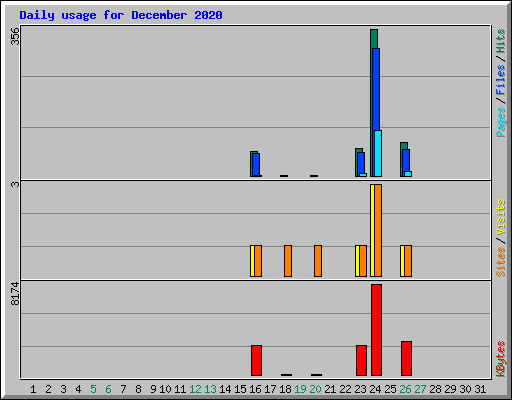 Daily usage for December 2020
356
Pages / Files / Hits
3
Sites / Visits
8174
KBytes
1 2 3 4 5 6 7 8 9 10 11 12 13 14 15 16 17 18 19 20 21 22 23 24 25 26 27 28 29 30 31